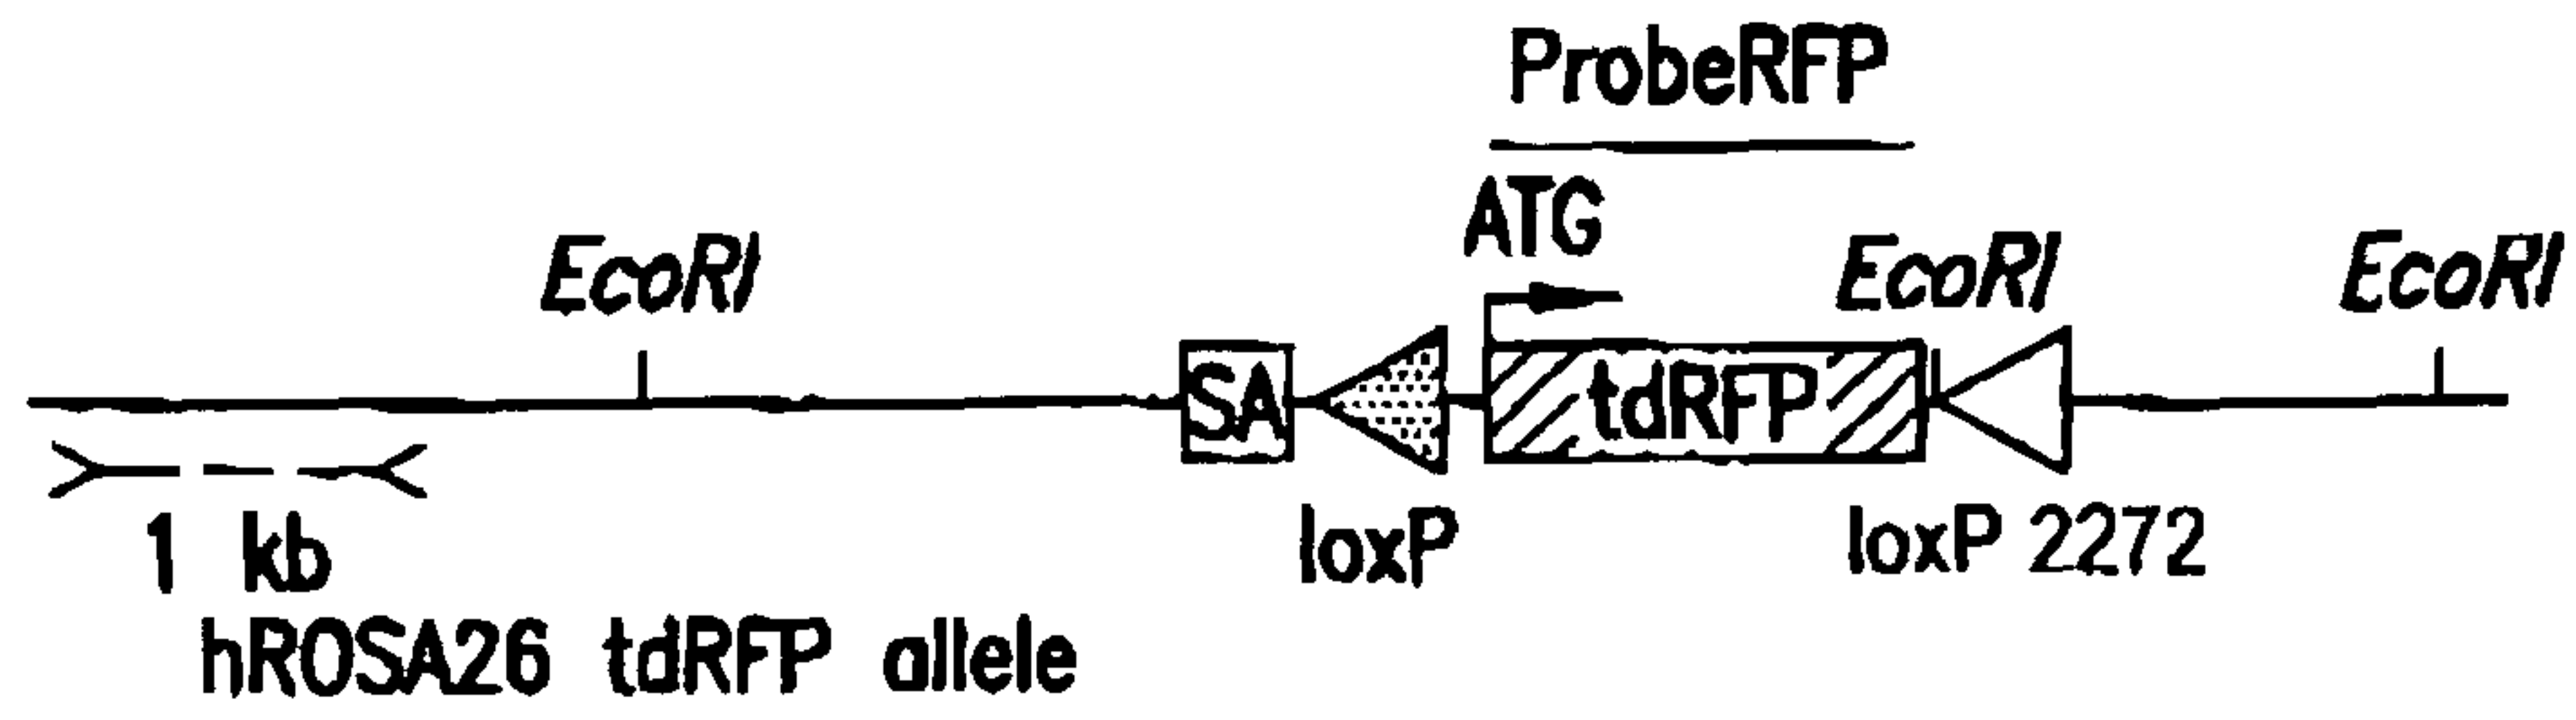 ProbeRFP
ATG
EcoRI EcoRI EcoRI
SA tdRFP
loxP loxP 2272
1 kb
hROSA26 tdRFP allele